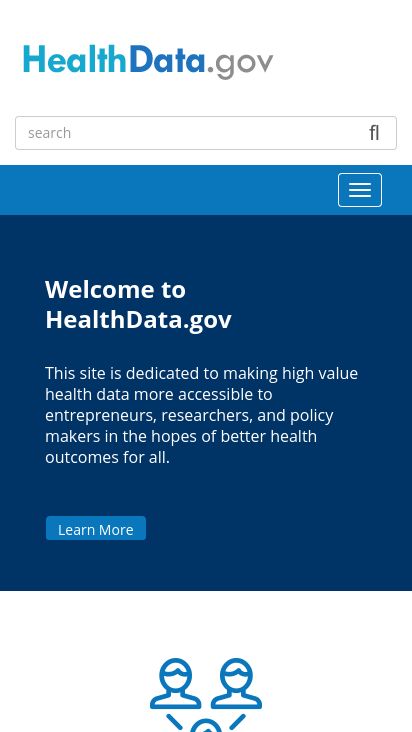 HealthData.gov
search
Welcome to
HealthData.gov
This site is dedicated to making high value
health data more accessible to
entrepreneurs, researchers, and policy
makers in the hopes of better health
outcomes for all.
Learn More